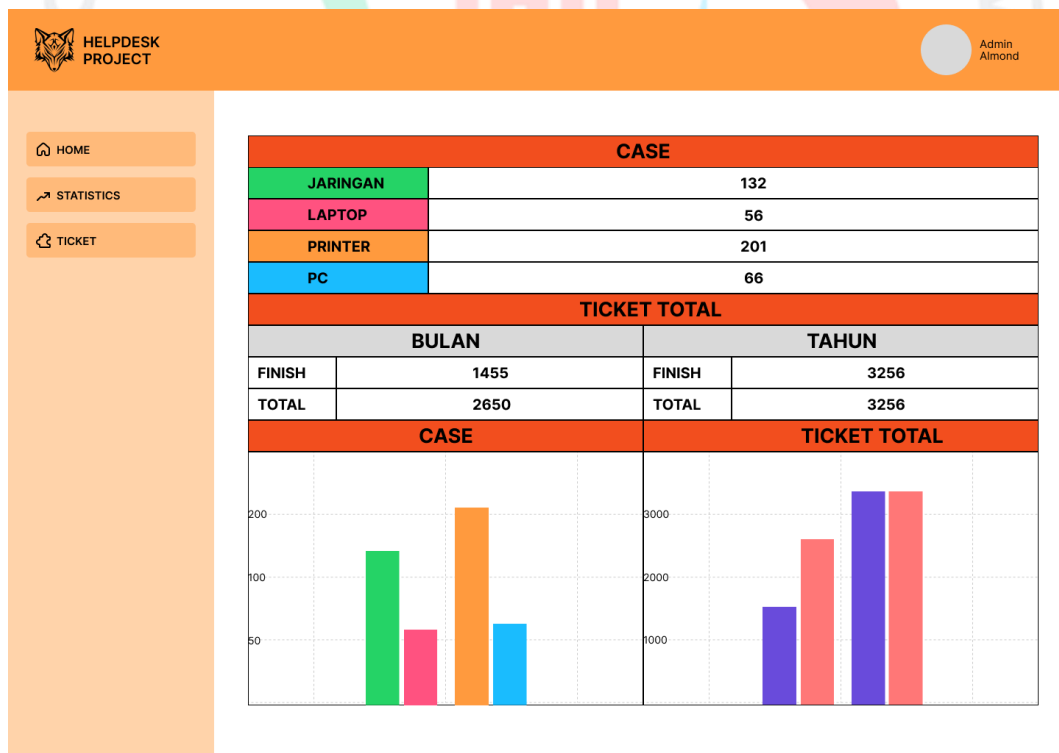 HELPDESK
PROJECT
Admin
Almond
HOME
STATISTICS
TICKET
CASE
JARINGAN 132
LAPTOP 56
PRINTER 201
PC 66
TICKET TOTAL
BULAN TAHUN
FINISH 1455 FINISH 3256
TOTAL 2650 TOTAL 3256
CASE TICKET TOTAL
200 3000
100 2000
50 1000